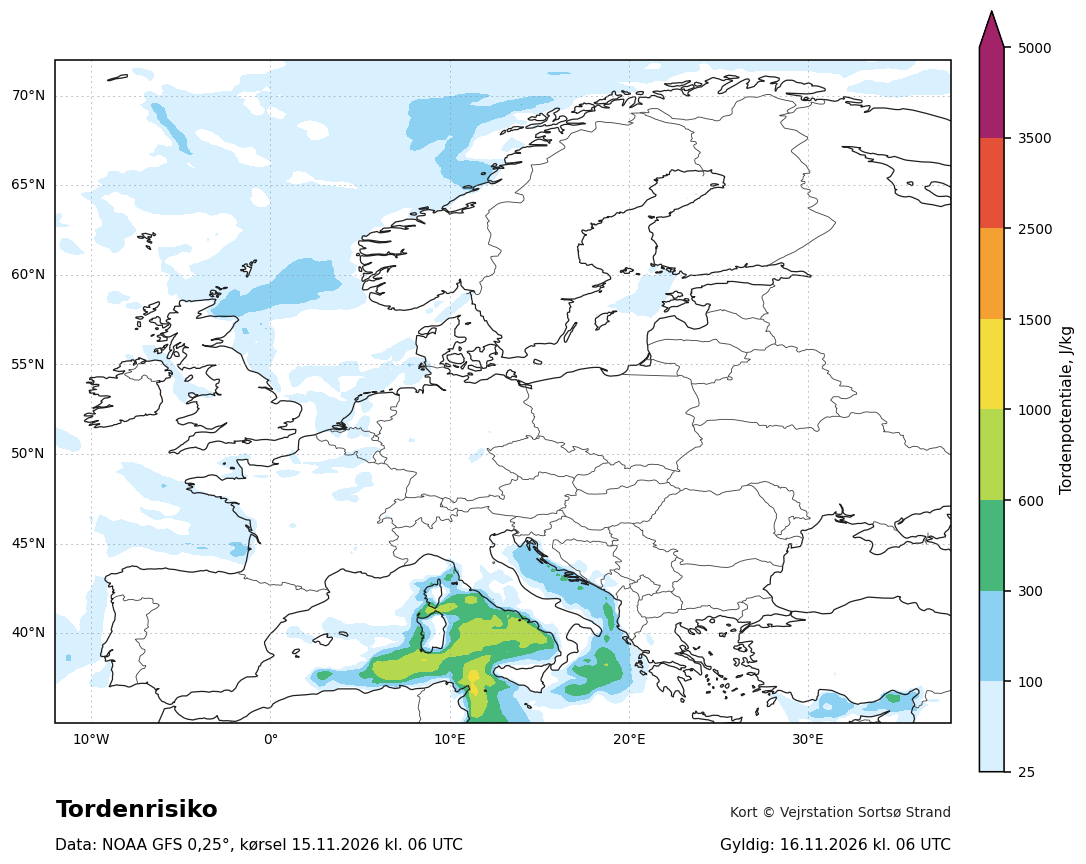 70°N
65°N
60°N
55°N
50°N
45°N
40°N
10°W
0°
10°E
20°E
30°E
5000
3500
2500
1500
1000
600
300
100
25
Tordenpotentiale, J/kg
Tordenrisiko
Kort © Vejrstation Sortsø Strand
Data: NOAA GFS 0,25°, kørsel 15.11.2026 kl. 06 UTC
Gyldig: 16.11.2026 kl. 06 UTC